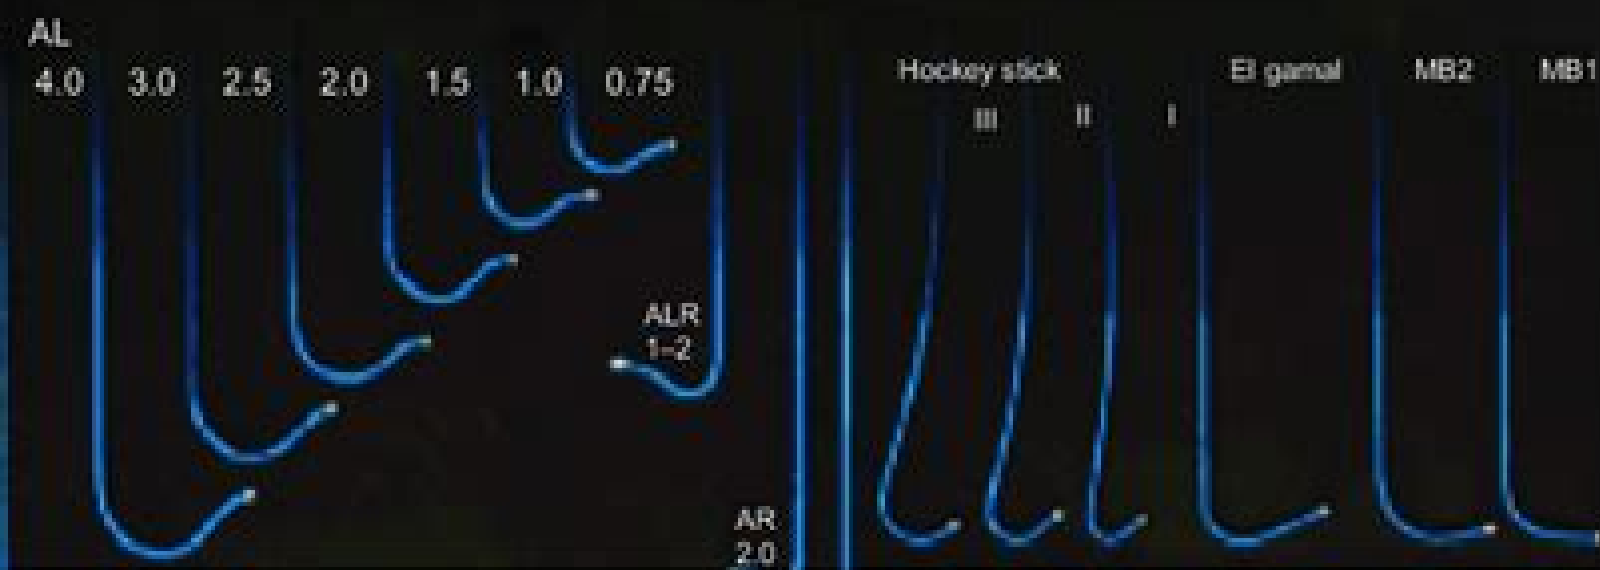 AL
4.0 3.0 2.5 2.0 1.5 1.0 0.75
Hockey stick
III II I
El gamal
MB2
MB1
ALR
1–2
AR
2.0